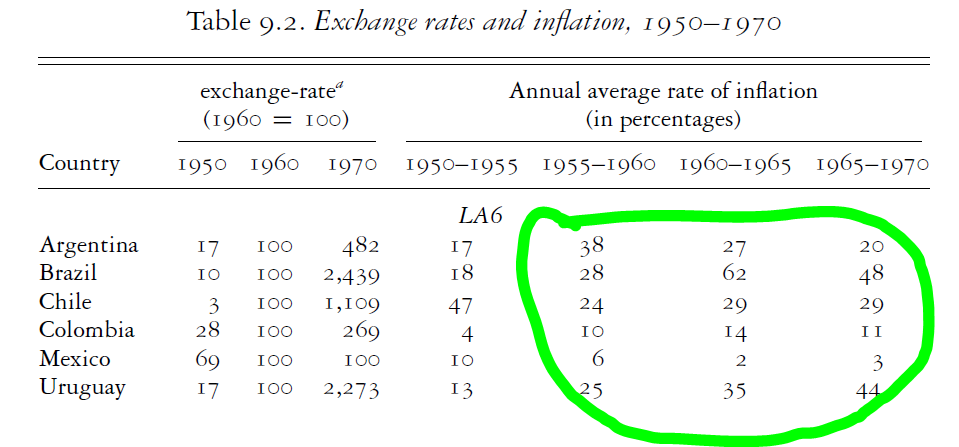 Table 9.2. Exchange rates and inflation, 1950–1970
exchange-rateᵃ Annual average rate of inflation
(1960 = 100) (in percentages)
Country 1950 1960 1970 1950–1955 1955–1960 1960–1965 1965–1970
LA6
Argentina 17 100 482 17 38 27 20
Brazil 10 100 2,439 18 28 62 48
Chile 3 100 1,109 47 24 29 29
Colombia 28 100 269 4 10 14 11
Mexico 69 100 100 10 6 2 3
Uruguay 17 100 2,273 13 25 35 44